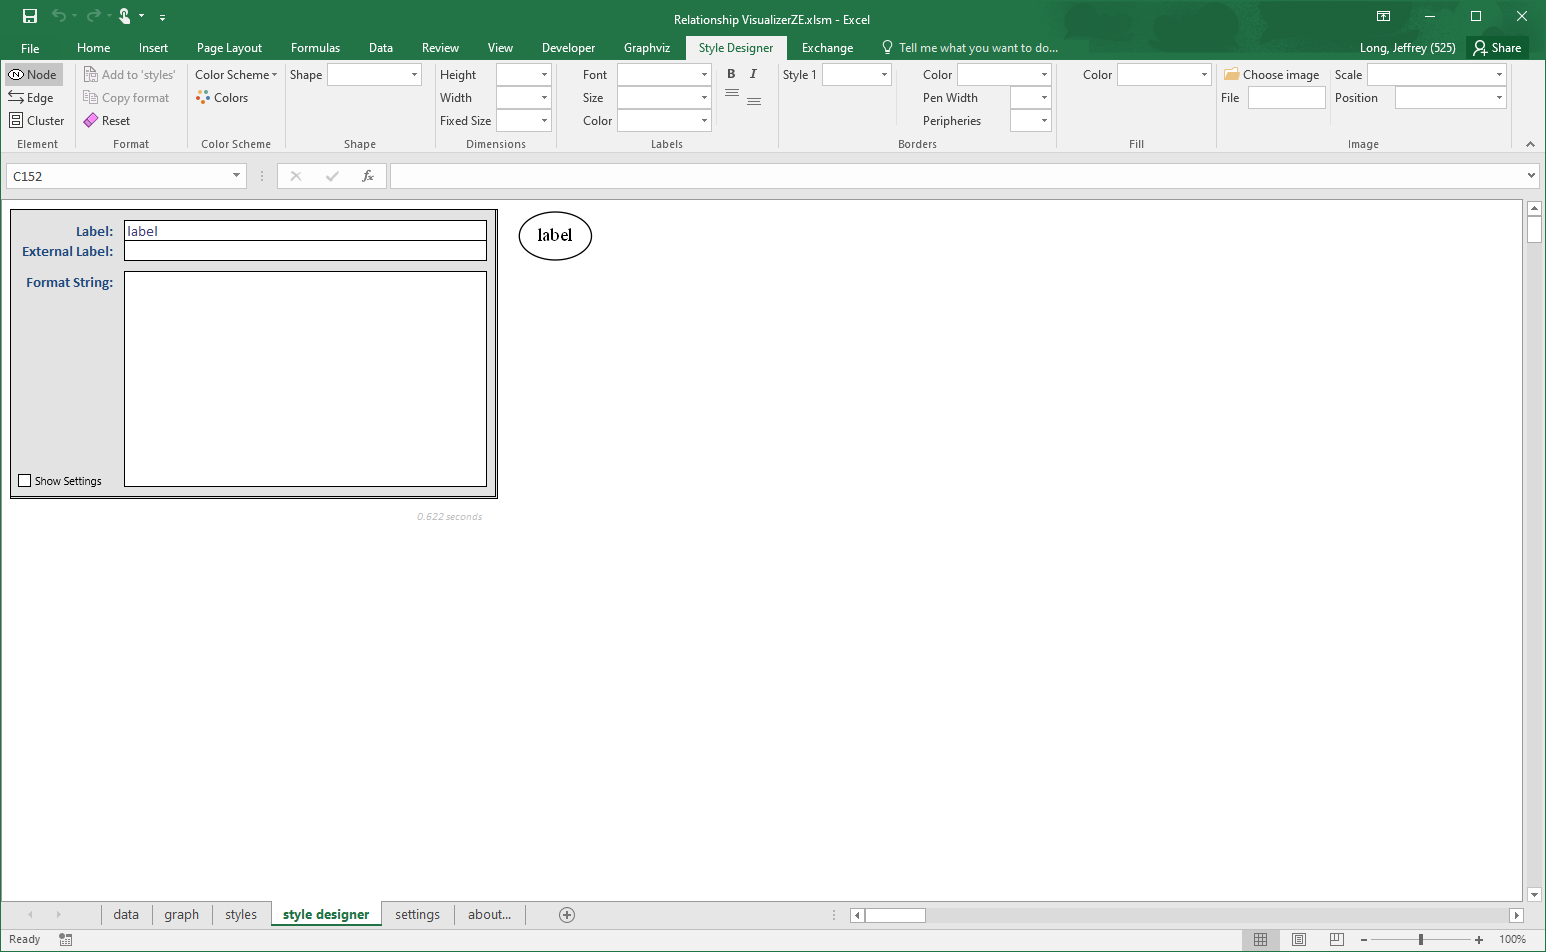 Relationship VisualizerZE.xlsm - Excel
File Home Insert Page Layout Formulas Data Review View Developer Graphviz Style Designer Exchange Tell me what you want to do... Long, Jeffrey (525) Share
Node Add to 'styles' Color Scheme Shape Height Font B I Style 1 Color Color Choose image Scale
Edge Copy format Colors Width Size Pen Width File Position
Cluster Reset Fixed Size Color Peripheries
Element Format Color Scheme Shape Dimensions Labels Borders Fill Image
C152 fx
Label: label label
External Label:
Format String:
Show Settings
0.622 seconds
data graph styles style designer settings about...
Ready 100%